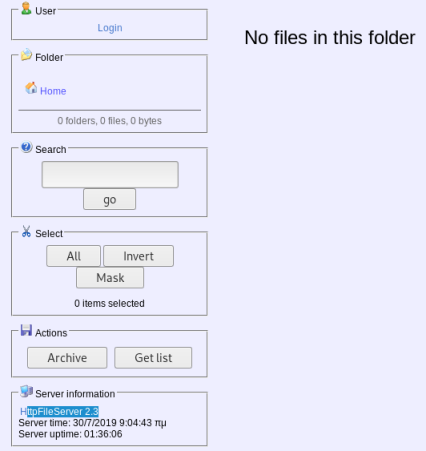 User
Login
No files in this folder
Folder
Home
0 folders, 0 files, 0 bytes
Search
go
Select
All Invert
Mask
0 items selected
Actions
Archive Get list
Server information
HttpFileServer 2.3
Server time: 30/7/2019 9:04:43 πμ
Server uptime: 01:36:06